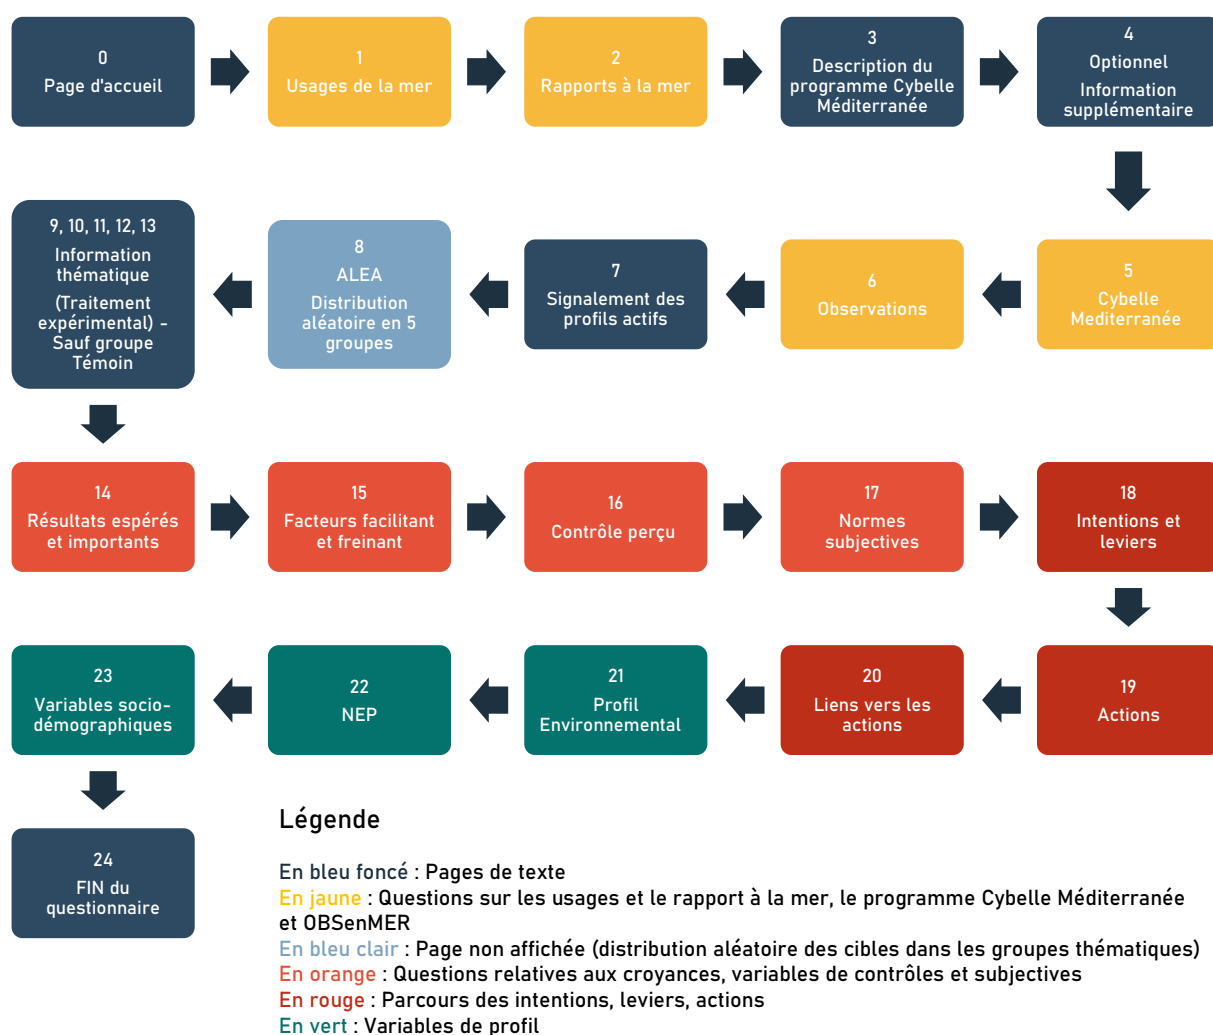 0
Page d'accueil
1
Usages de la mer
2
Rapports à la mer
3
Description du
programme Cybelle
Méditerranée
4
Optionnel
Information
supplémentaire
5
Cybelle
Mediterranée
6
Observations
7
Signalement des
profils actifs
8
ALEA
Distribution
aléatoire en 5
groupes
9, 10, 11, 12, 13
Information
thématique
(Traitement
expérimental) -
Sauf groupe
Témoin
14
Résultats espérés
et importants
15
Facteurs facilitant
et freinant
16
Contrôle perçu
17
Normes
subjectives
18
Intentions et
leviers
19
Actions
20
Liens vers les
actions
21
Profil
Environnemental
22
NEP
23
Variables socio-
démographiques
24
FIN du
questionnaire
Légende
En bleu foncé : Pages de texte
En jaune : Questions sur les usages et le rapport à la mer, le programme Cybelle Méditerranée
et OBSenMER
En bleu clair : Page non affichée (distribution aléatoire des cibles dans les groupes thématiques)
En orange : Questions relatives aux croyances, variables de contrôles et subjectives
En rouge : Parcours des intentions, leviers, actions
En vert : Variables de profil